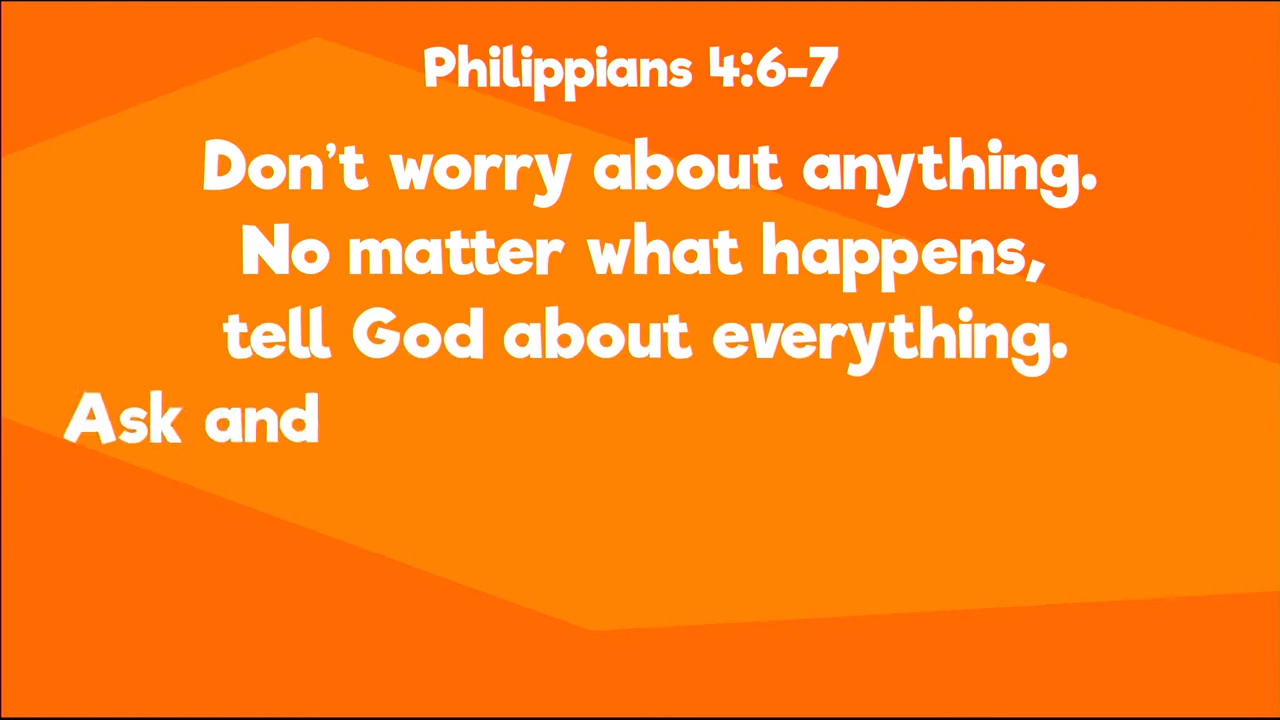 Philippians 4:6-7
Don't worry about anything.
No matter what happens,
tell God about everything.
Ask and